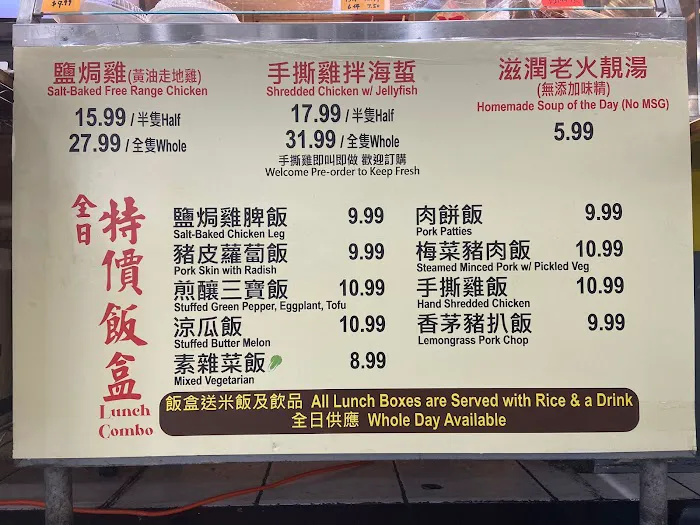 $9.99
鹽焗雞(黃油走地雞)
Salt-Baked Free Range Chicken
15.99 / 半隻Half
27.99 / 全隻Whole
手撕雞拌海蜇
Shredded Chicken w/ Jellyfish
17.99 / 半隻Half
31.99 / 全隻Whole
手撕雞即叫即做 歡迎訂購
Welcome Pre-order to Keep Fresh
滋潤老火靚湯
(無添加味精)
Homemade Soup of the Day (No MSG)
5.99
全日
特價飯盒
Lunch
Combo
鹽焗雞脾飯 9.99
Salt-Baked Chicken Leg
豬皮蘿蔔飯 9.99
Pork Skin with Radish
煎釀三寶飯 10.99
Stuffed Green Pepper, Eggplant, Tofu
涼瓜飯 10.99
Stuffed Butter Melon
素雜菜飯 8.99
Mixed Vegetarian
肉餅飯 9.99
Pork Patties
梅菜豬肉飯 10.99
Steamed Minced Pork w/ Pickled Veg
手撕雞飯 10.99
Hand Shredded Chicken
香茅豬扒飯 9.99
Lemongrass Pork Chop
飯盒送米飯及飲品 All Lunch Boxes are Served with Rice & a Drink
全日供應 Whole Day Available